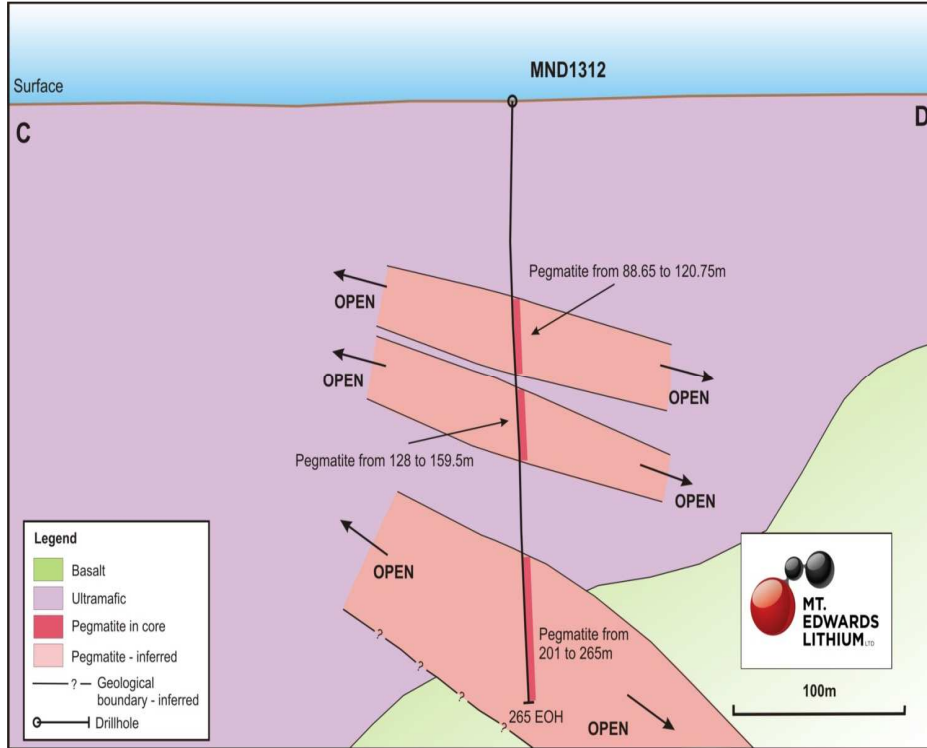 MND1312
Surface
C
D
Pegmatite from 88.65 to 120.75m
OPEN
OPEN
OPEN
Pegmatite from 128 to 159.5m
OPEN
OPEN
Pegmatite from
201 to 265m
265 EOH
OPEN
?
?
?
?
Legend
Basalt
Ultramafic
Pegmatite in core
Pegmatite - inferred
? Geological
boundary - inferred
Drillhole
MT.
EDWARDS
LITHIUM LTD
100m